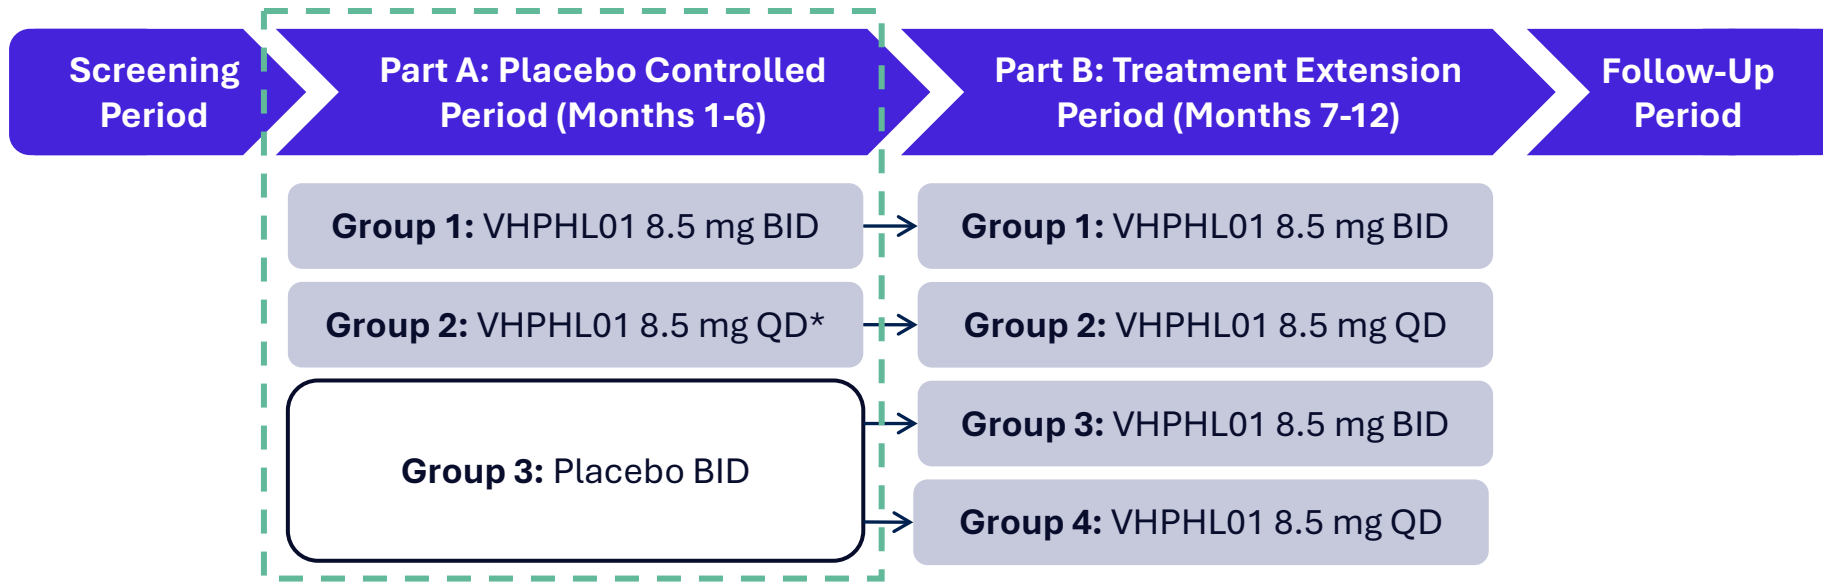 Screening
Period
Part A: Placebo Controlled
Period (Months 1-6)
Part B: Treatment Extension
Period (Months 7-12)
Follow-Up
Period
Group 1: VHPHL01 8.5 mg BID
Group 1: VHPHL01 8.5 mg BID
Group 2: VHPHL01 8.5 mg QD*
Group 2: VHPHL01 8.5 mg QD
Group 3: Placebo BID
Group 3: VHPHL01 8.5 mg BID
Group 4: VHPHL01 8.5 mg QD